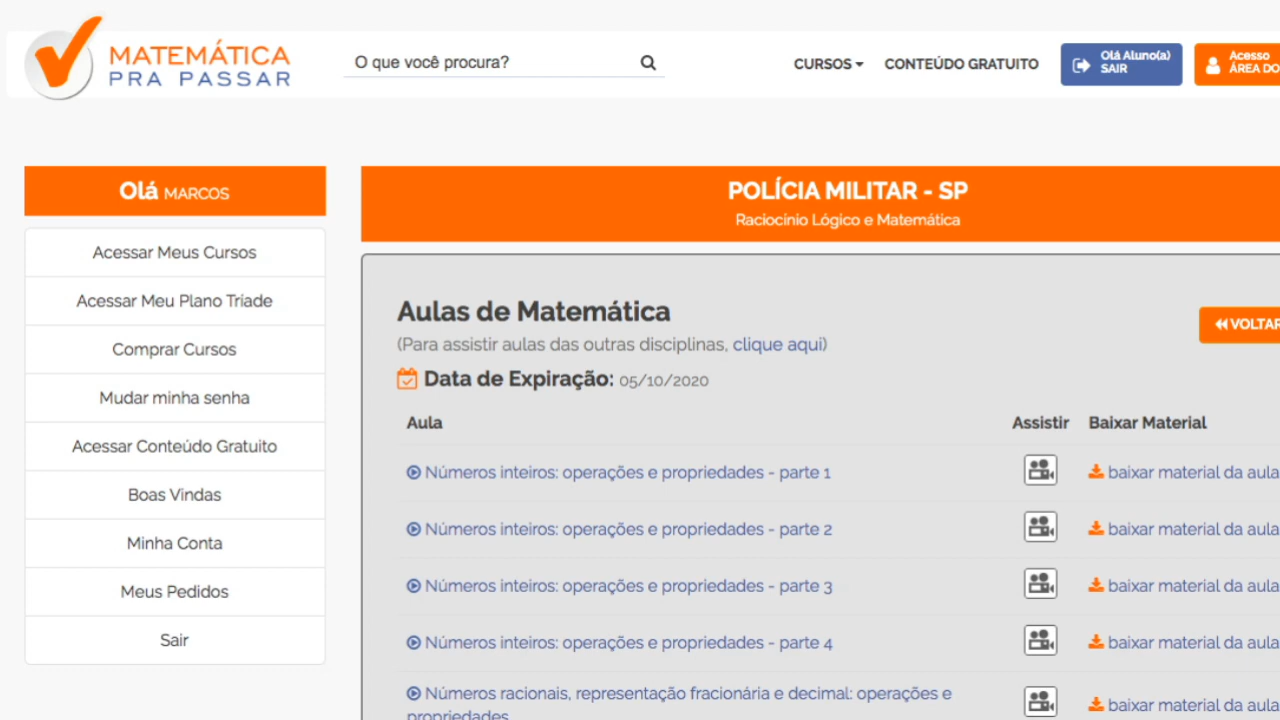 MATEMÁTICA
PRA PASSAR
O que você procura?
CURSOS
CONTEÚDO GRATUITO
Olá Aluno(a)
SAIR
Acesso
ÁREA DO
Olá MARCOS
Acessar Meus Cursos
Acessar Meu Plano Tríade
Comprar Cursos
Mudar minha senha
Acessar Conteúdo Gratuito
Boas Vindas
Minha Conta
Meus Pedidos
Sair
POLÍCIA MILITAR - SP
Raciocínio Lógico e Matemática
Aulas de Matemática
(Para assistir aulas das outras disciplinas, clique aqui)
VOLTAR
Data de Expiração: 05/10/2020
Aula Assistir Baixar Material
Números inteiros: operações e propriedades - parte 1 baixar material da aula
Números inteiros: operações e propriedades - parte 2 baixar material da aula
Números inteiros: operações e propriedades - parte 3 baixar material da aula
Números inteiros: operações e propriedades - parte 4 baixar material da aula
Números racionais, representação fracionária e decimal: operações e baixar material da aula
propriedades